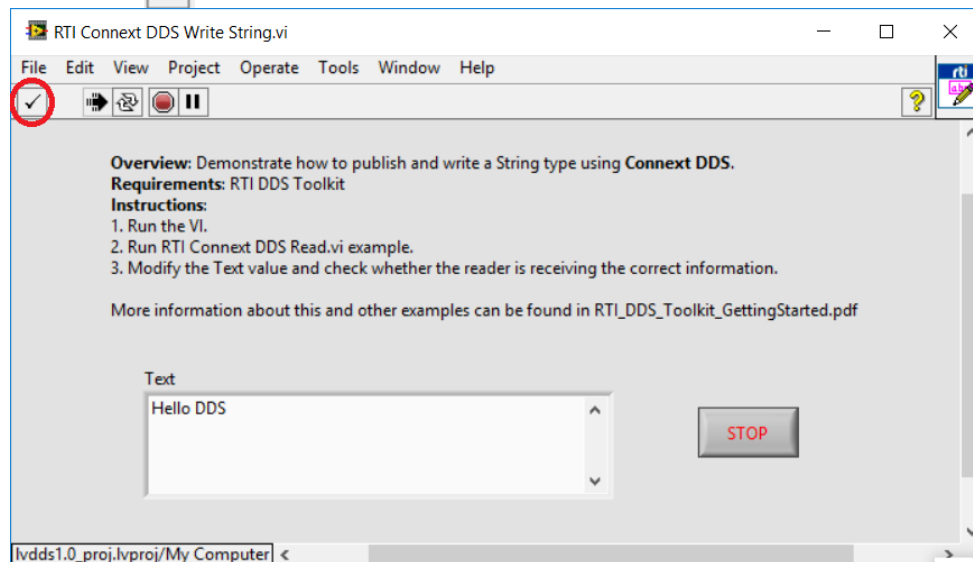 RTI Connext DDS Write String.vi
File Edit View Project Operate Tools Window Help
rti
?
Overview: Demonstrate how to publish and write a String type using Connext DDS.
Requirements: RTI DDS Toolkit
Instructions:
1. Run the VI.
2. Run RTI Connext DDS Read.vi example.
3. Modify the Text value and check whether the reader is receiving the correct information.
More information about this and other examples can be found in RTI_DDS_Toolkit_GettingStarted.pdf
Text
Hello DDS
STOP
lvdds1.0_proj.lvproj/My Computer